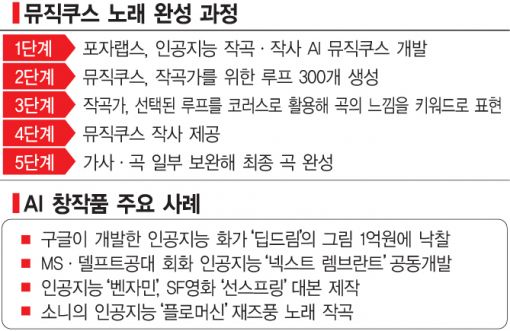 뮤직쿠스 노래 완성 과정
1단계 포자랩스, 인공지능 작곡·작사 AI 뮤직쿠스 개발
2단계 뮤직쿠스, 작곡가를 위한 루프 300개 생성
3단계 작곡가, 선택된 루프를 코러스로 활용해 곡의 느낌을 키워드로 표현
4단계 뮤직쿠스 작사 제공
5단계 가사·곡 일부 보완해 최종 곡 완성
AI 창작품 주요 사례
■ 구글이 개발한 인공지능 화가 ‘딥드림’의 그림 1억원에 낙찰
■ MS·델프트공대 회화 인공지능 ‘넥스트 렘브란트’ 공동개발
■ 인공지능 ‘벤자민’, SF영화 ‘선스프링’ 대본 제작
■ 소니의 인공지능 ‘플로머신’ 재즈풍 노래 작곡